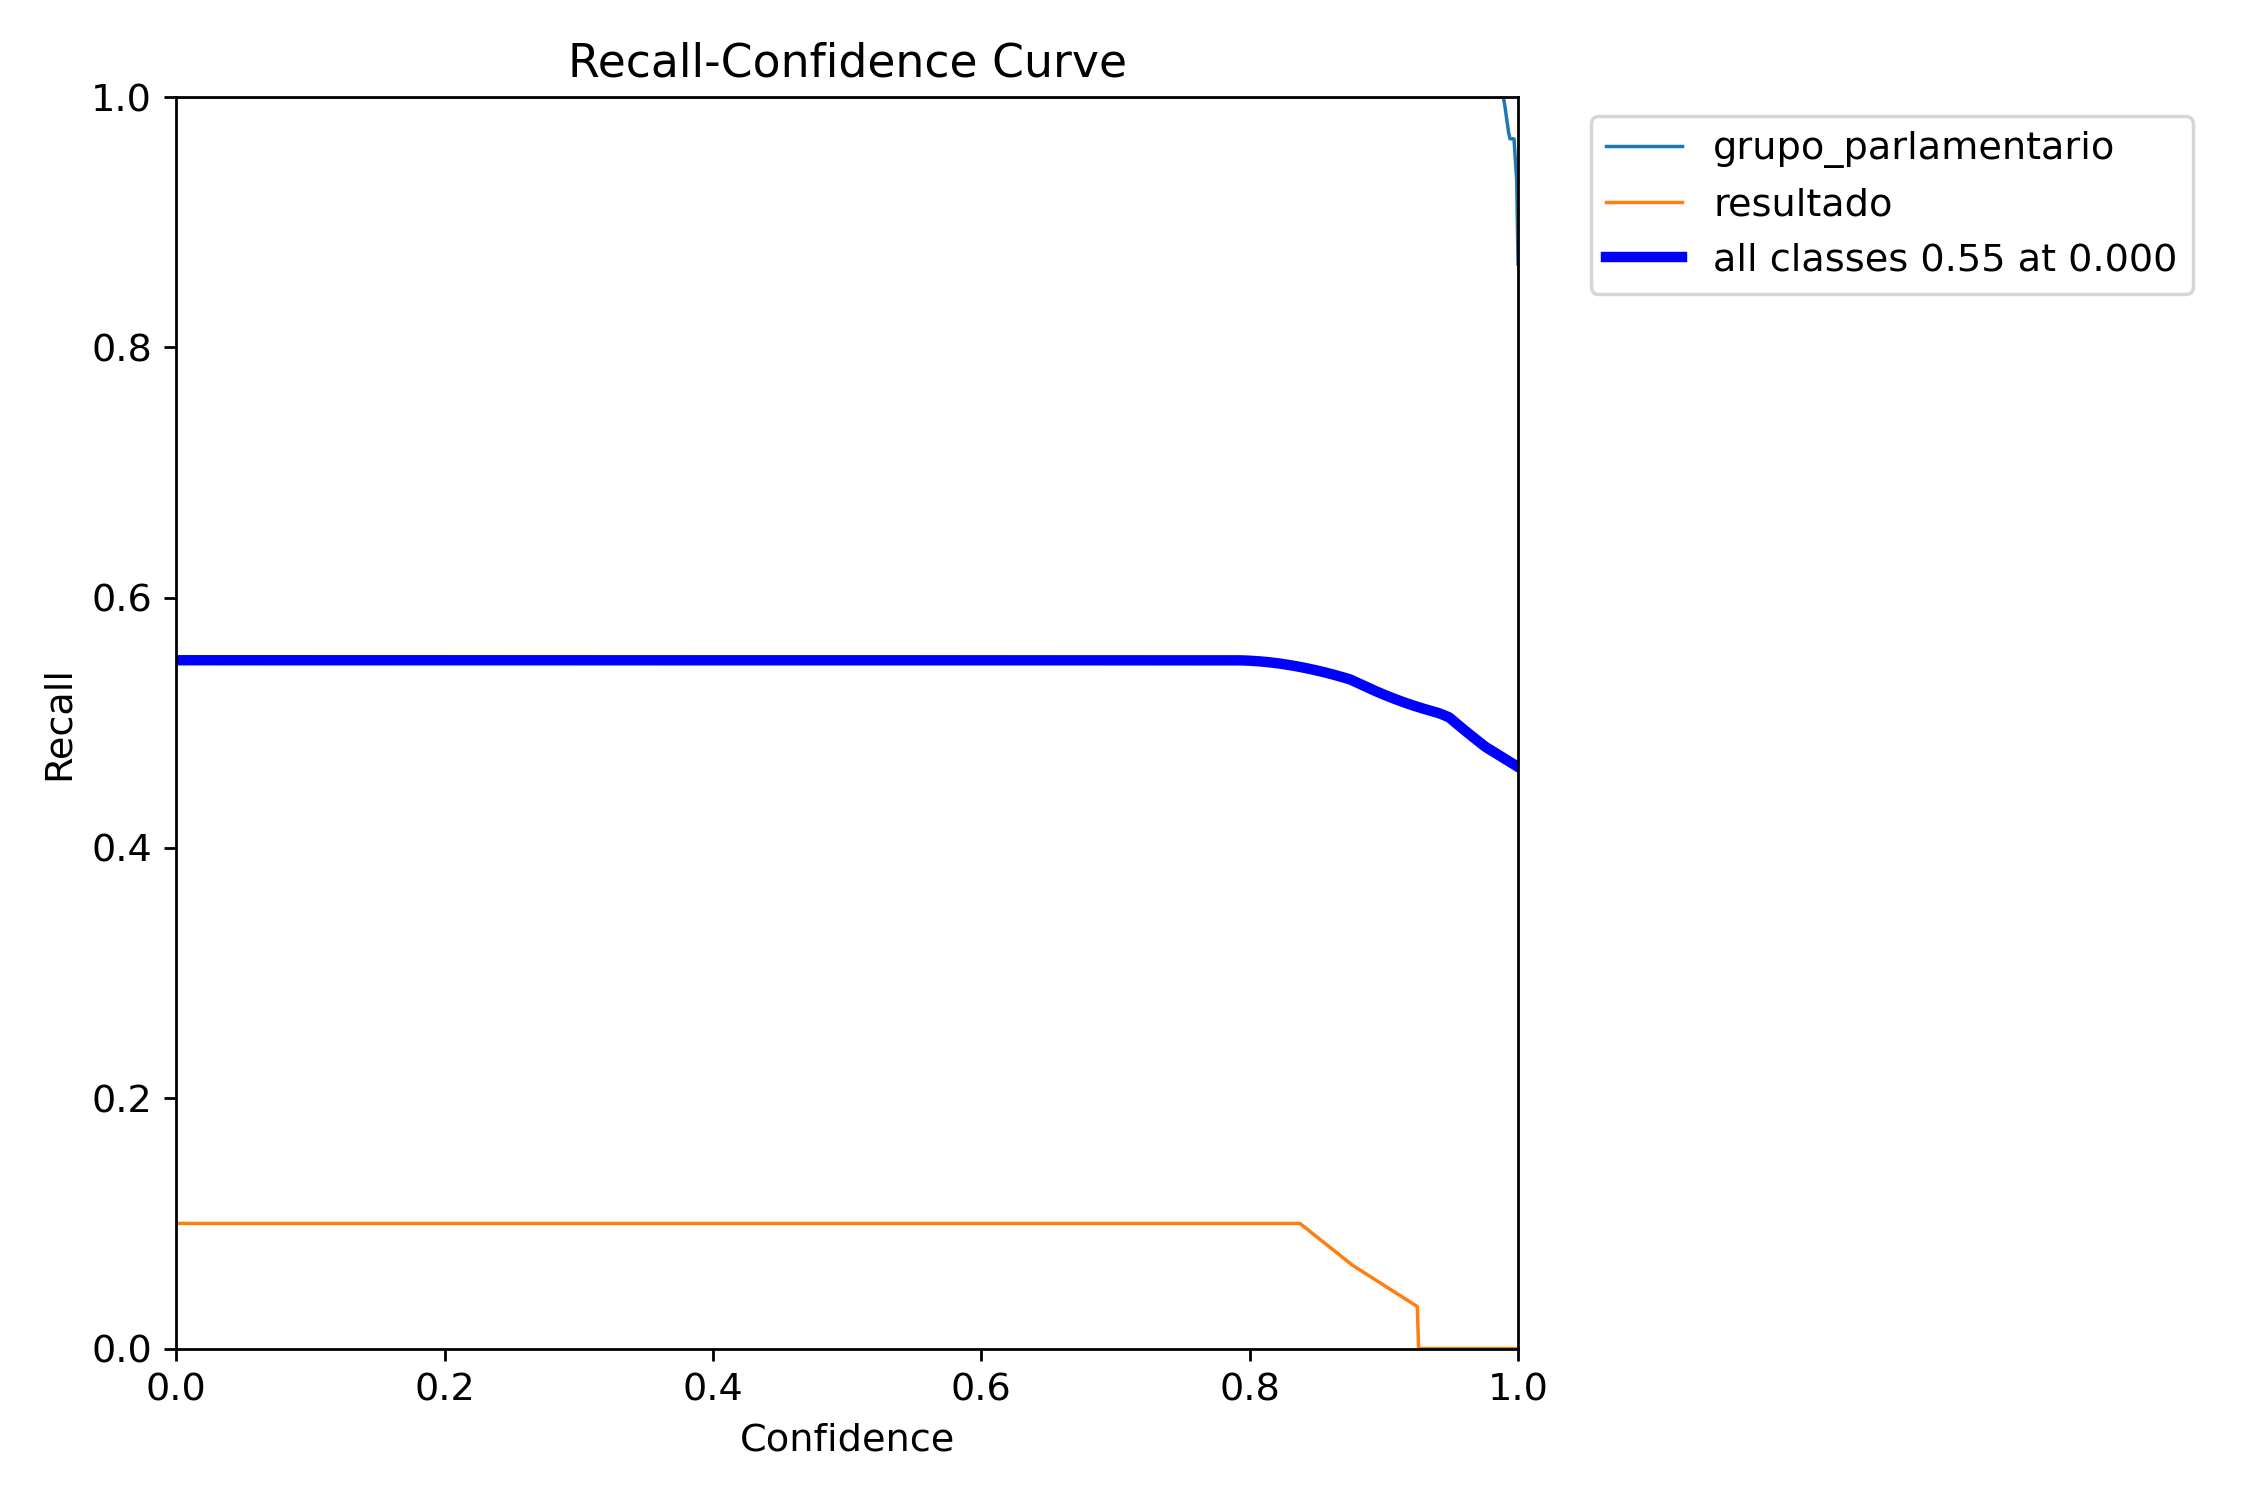 Recall-Confidence Curve
1.0
0.8
0.6
0.4
0.2
0.0
Recall
0.0 0.2 0.4 0.6 0.8 1.0
Confidence
grupo_parlamentario
resultado
all classes 0.55 at 0.000